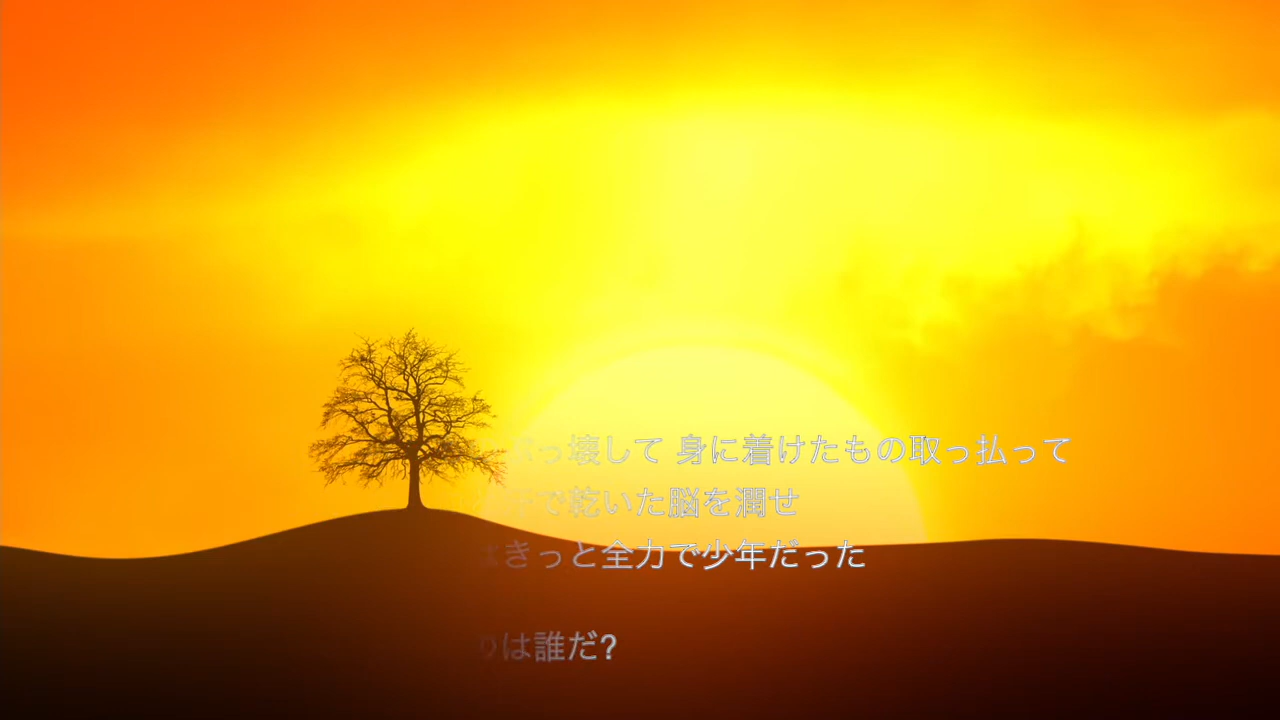 っ壊して 身に着けたもの取っ払って
で乾いた脳を潤せ
はきっと全力で少年だった
のは誰だ?